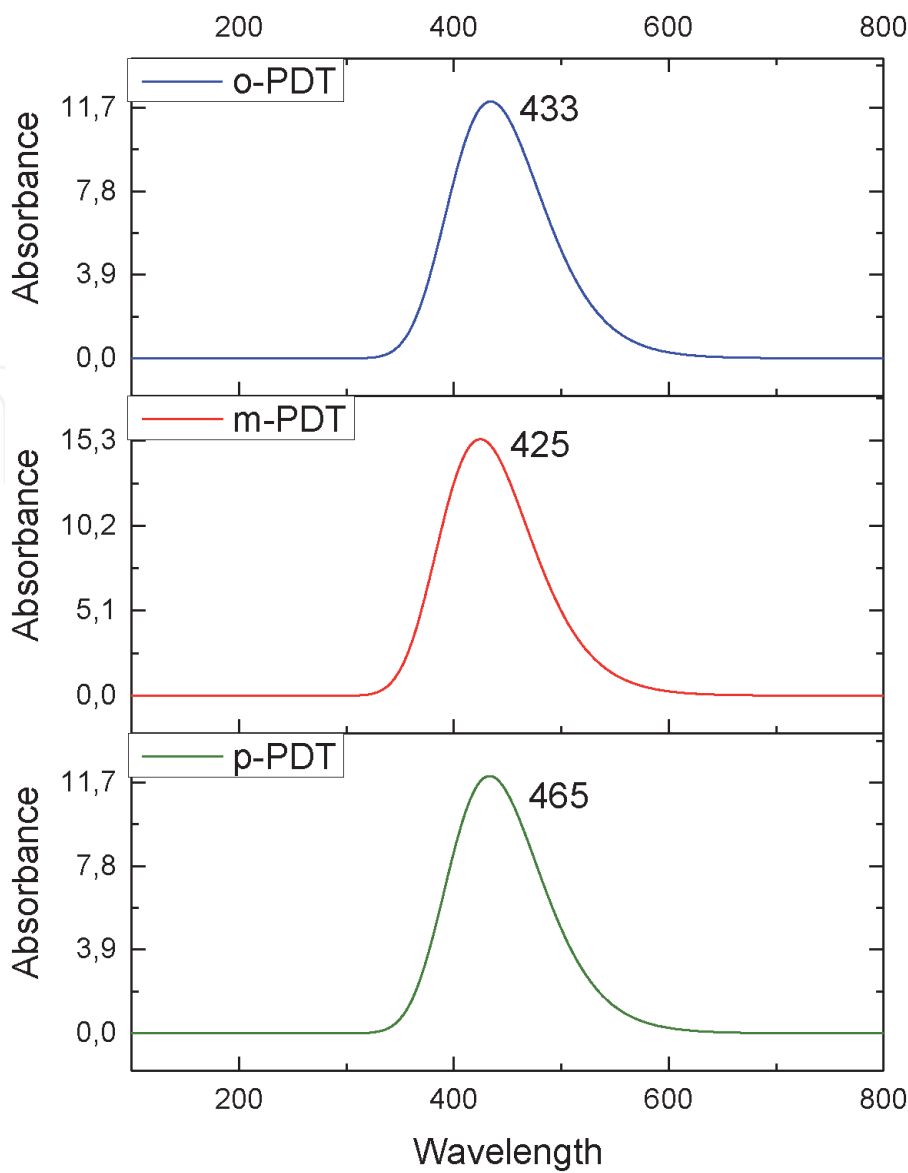 200 400 600 800
o-PDT
433
11,7
7,8
3,9
0,0
Absorbance
m-PDT
425
15,3
10,2
5,1
0,0
Absorbance
p-PDT
465
11,7
7,8
3,9
0,0
Absorbance
200 400 600 800
Wavelength